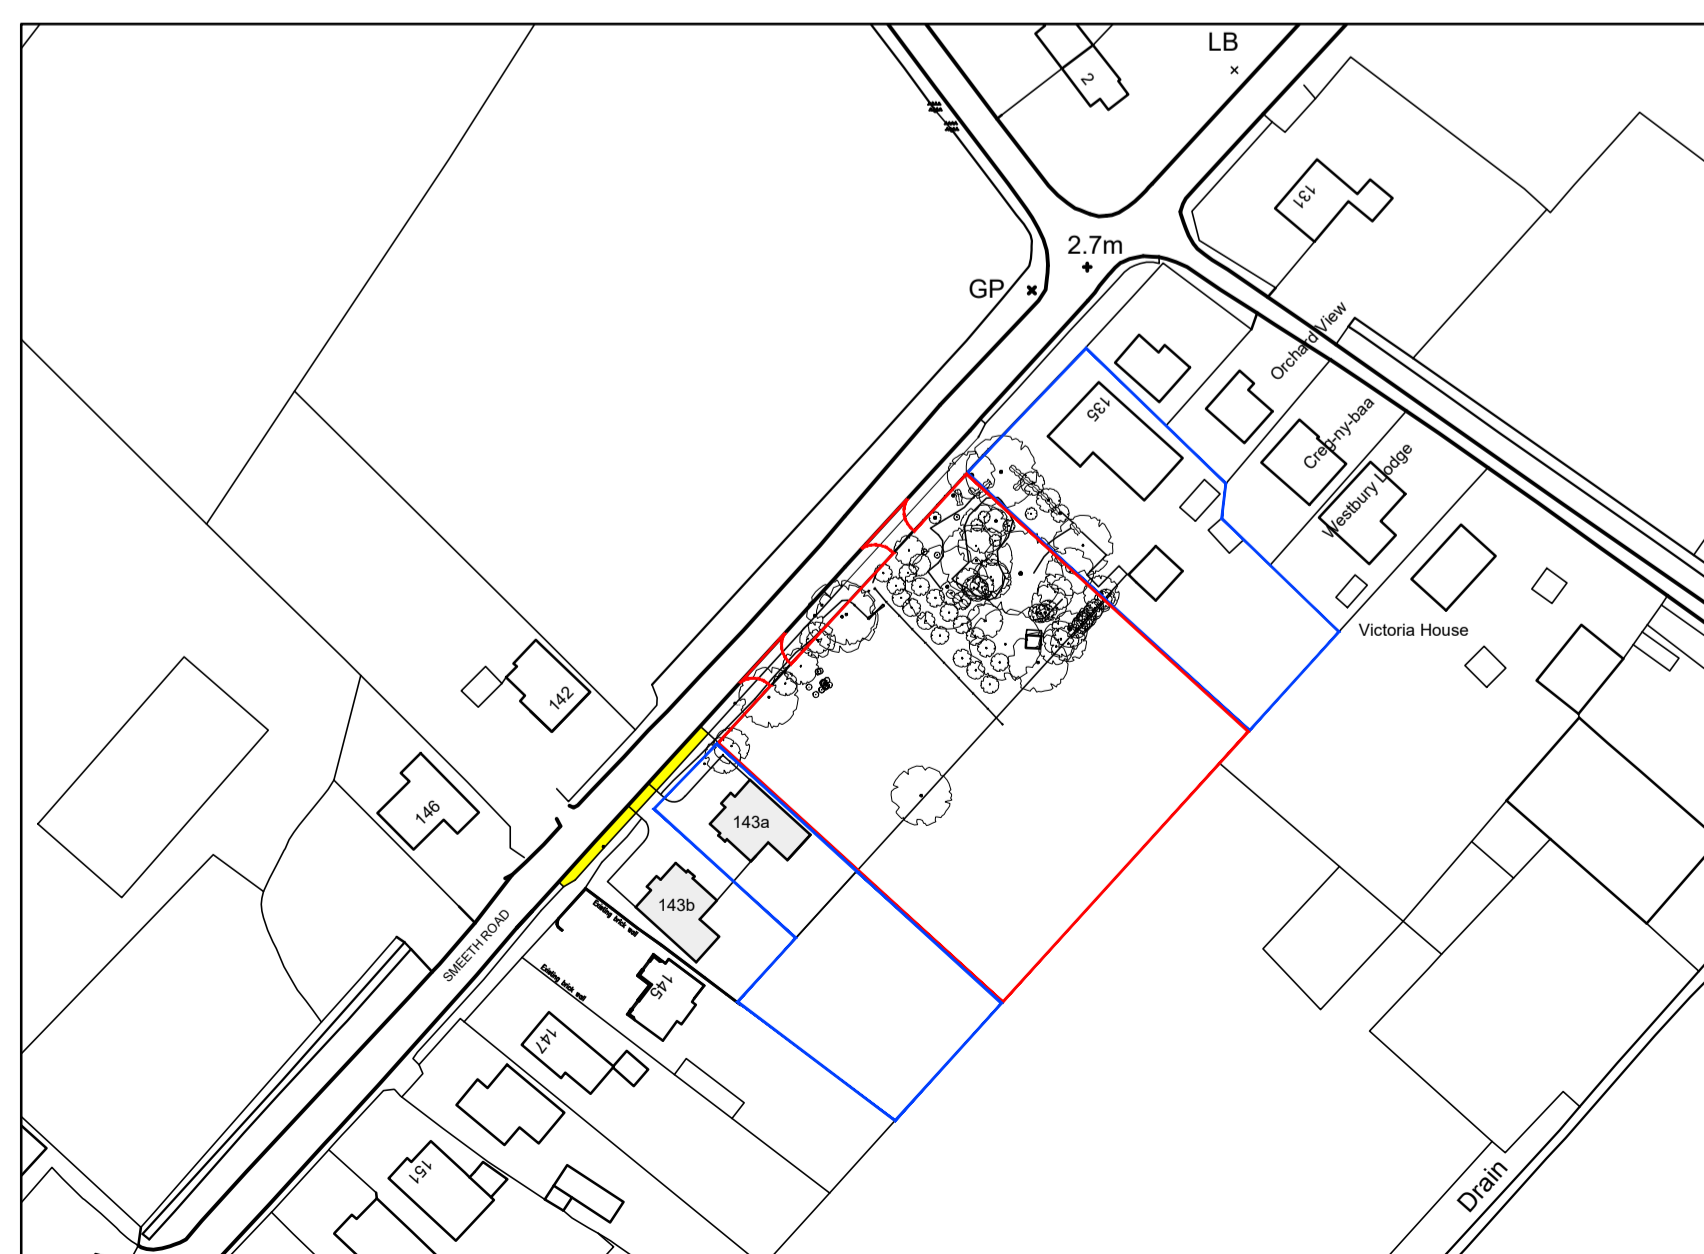 LB
2
131
2.7m
GP
Orchard View
135
Creg-ny-baa
Westbury Lodge
Victoria House
142
146
143a
143b
Existing brick wall
SMEETH ROAD
Existing brick wall
145
147
151
Drain